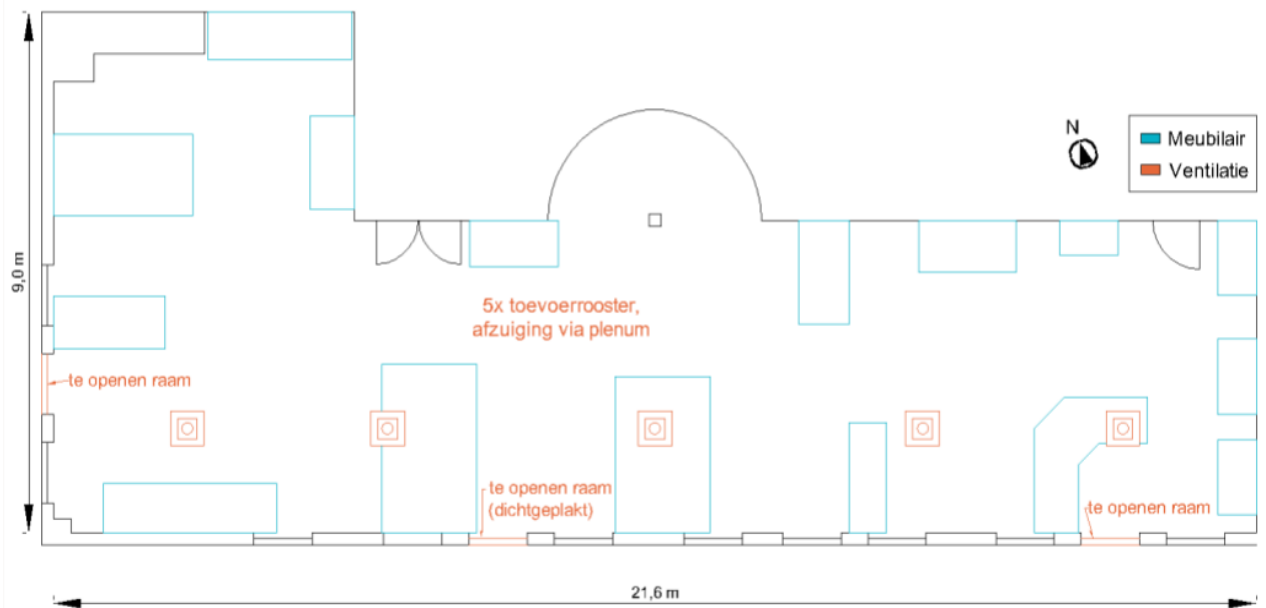 N
Meubilair
Ventilatie
9,0 m
5x toevoerrooster,
afzuiging via plenum
te openen raam
te openen raam
(dichtgeplakt)
te openen raam
21,6 m